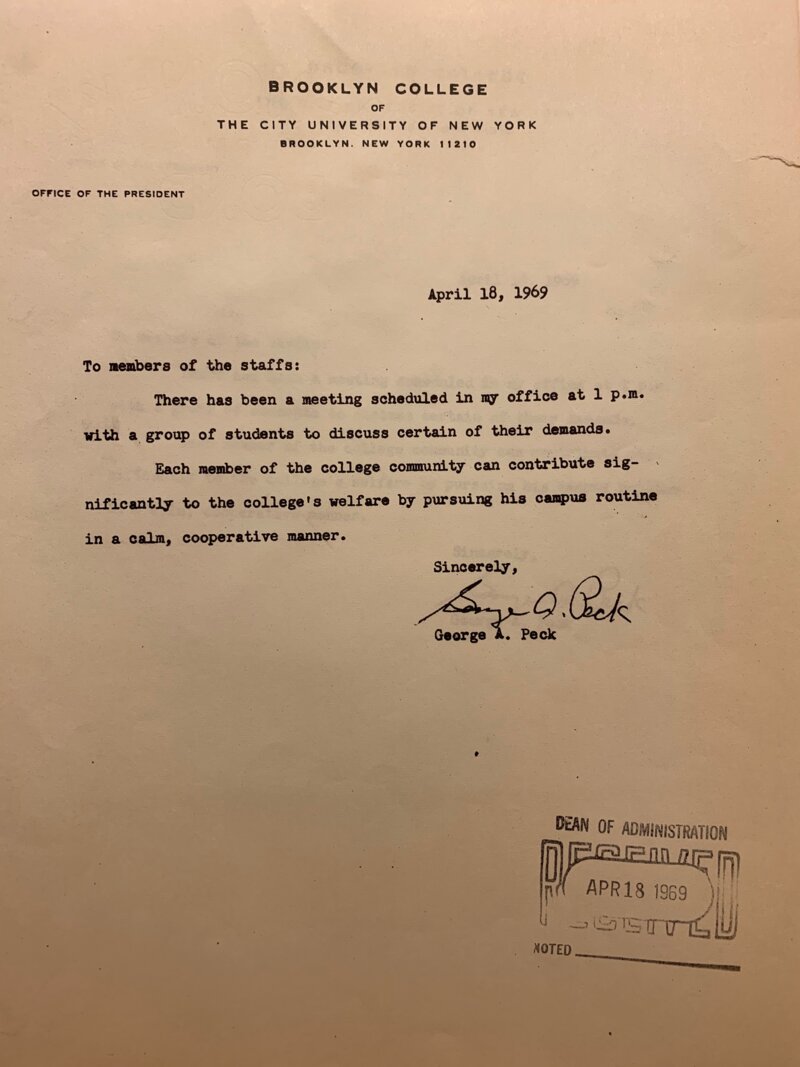 BROOKLYN COLLEGE
OF
THE CITY UNIVERSITY OF NEW YORK
BROOKLYN. NEW YORK 11210
OFFICE OF THE PRESIDENT
April 18, 1969
To members of the staffs:
There has been a meeting scheduled in my office at 1 p.m.
with a group of students to discuss certain of their demands.
Each member of the college community can contribute sig-
nificantly to the college's welfare by pursuing his campus routine
in a calm, cooperative manner.
Sincerely,
George A. Peck
George A. Peck
DEAN OF ADMINISTRATION
APR 18 1969
NOTED